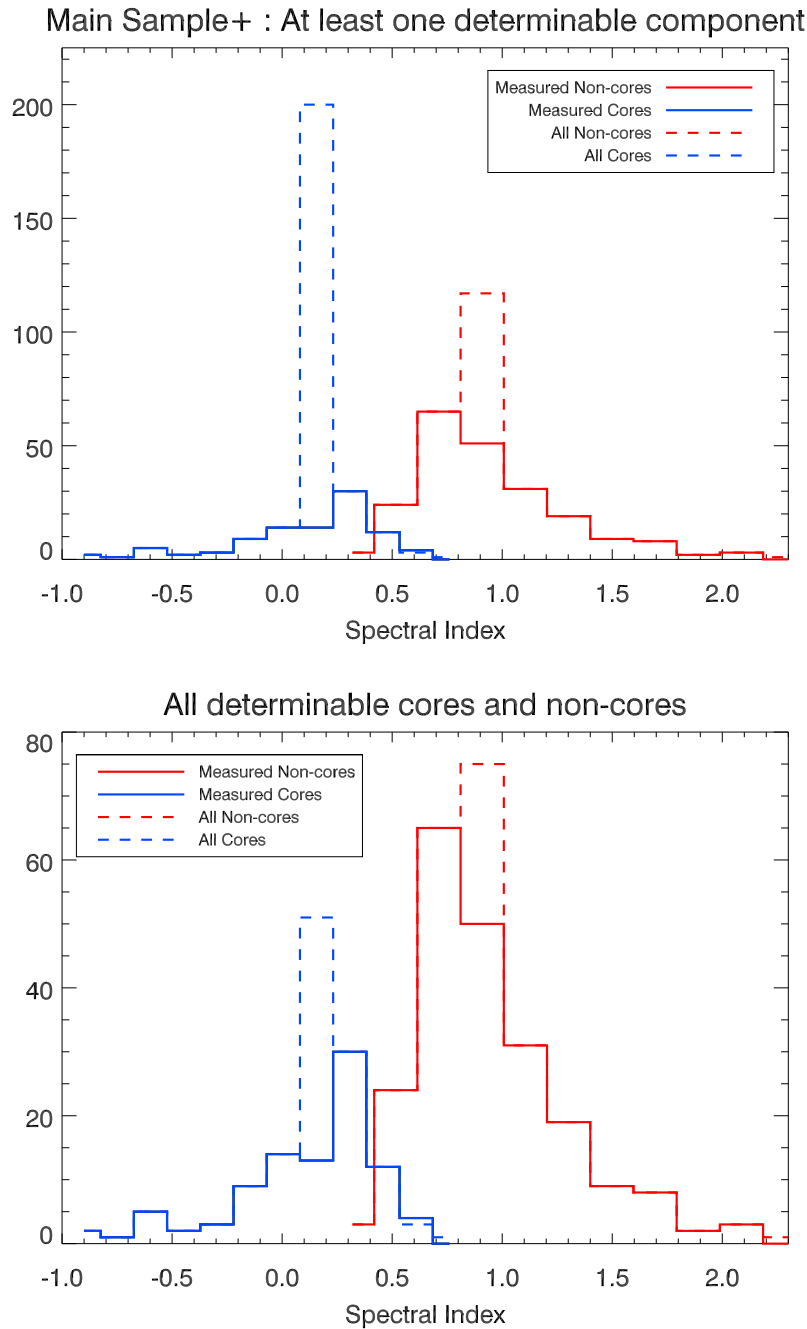 Main Sample+ : At least one determinable component
Measured Non-cores
Measured Cores
All Non-cores
All Cores
200
150
100
50
0
-1.0 -0.5 0.0 0.5 1.0 1.5 2.0
Spectral Index
All determinable cores and non-cores
Measured Non-cores
Measured Cores
All Non-cores
All Cores
80
60
40
20
0
-1.0 -0.5 0.0 0.5 1.0 1.5 2.0
Spectral Index